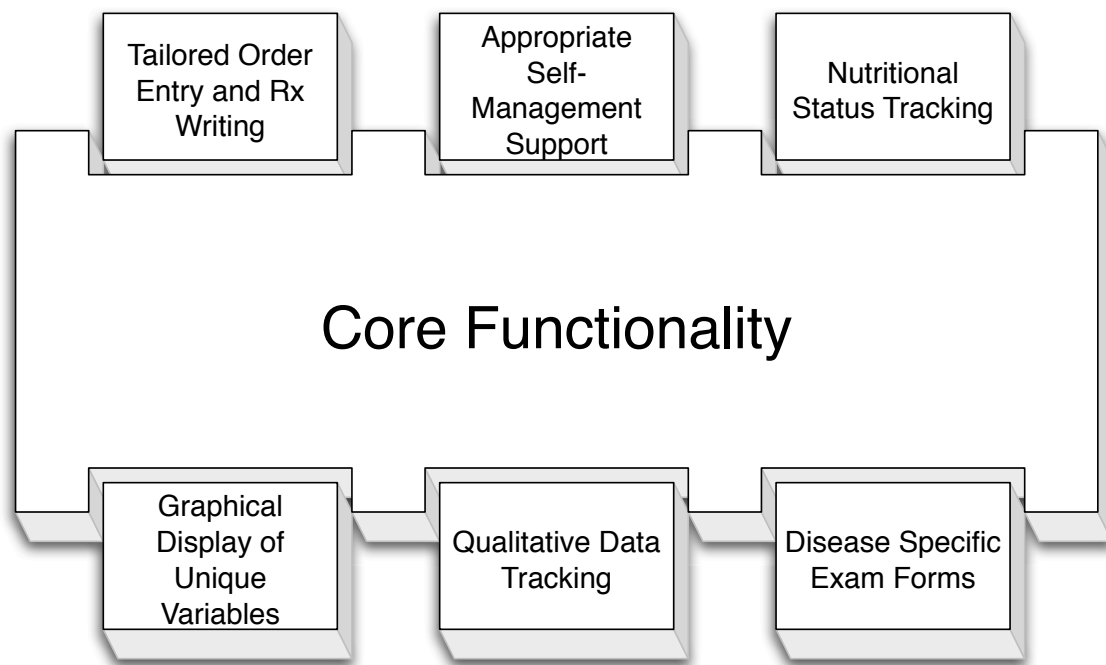 Tailored Order
Entry and Rx
Writing
Appropriate
Self-
Management
Support
Nutritional
Status Tracking
Core Functionality
Graphical
Display of
Unique
Variables
Qualitative Data
Tracking
Disease Specific
Exam Forms